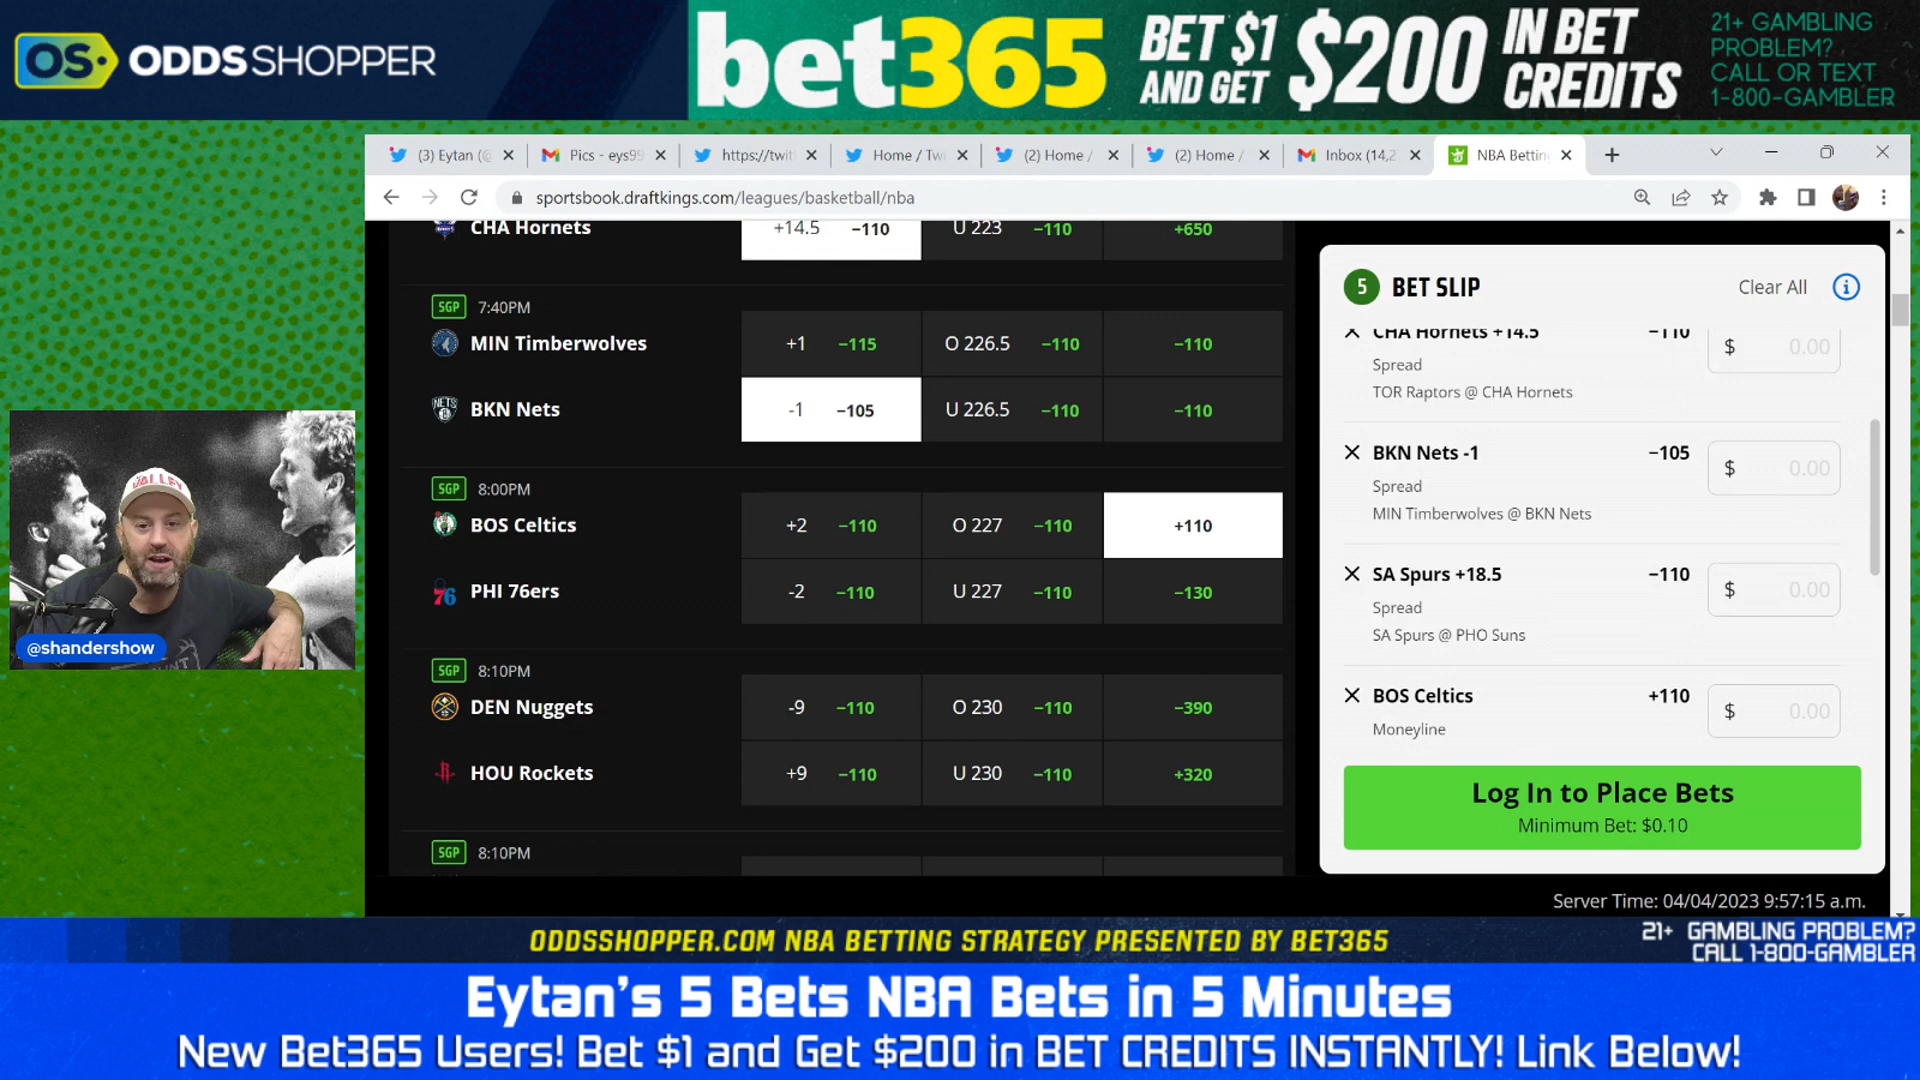 OS
ODDSSHOPPER
bet365
BET $1
AND GET
$200
IN BET
CREDITS
21+ GAMBLING
PROBLEM?
CALL OR TEXT
1-800-GAMBLER
(3) Eytan (@
Pics - eys99
https://twit
Home / Tw
(2) Home /
(2) Home /
Inbox (14,2
NBA Betting
sportsbook.draftkings.com/leagues/basketball/nba
CHA Hornets +14.5 −110 U 223 −110 +650
SGP 7:40PM
MIN Timberwolves +1 −115 O 226.5 −110 −110
BKN Nets -1 −105 U 226.5 −110 −110
SGP 8:00PM
BOS Celtics +2 −110 O 227 −110 +110
PHI 76ers -2 −110 U 227 −110 −130
SGP 8:10PM
DEN Nuggets -9 −110 O 230 −110 −390
HOU Rockets +9 −110 U 230 −110 +320
SGP 8:10PM
5 BET SLIP Clear All
CHA Hornets +14.5 −110 $ 0.00
Spread
TOR Raptors @ CHA Hornets
BKN Nets -1 −105 $ 0.00
Spread
MIN Timberwolves @ BKN Nets
SA Spurs +18.5 −110 $ 0.00
Spread
SA Spurs @ PHO Suns
BOS Celtics +110 $ 0.00
Moneyline
Log In to Place Bets
Minimum Bet: $0.10
Server Time: 04/04/2023 9:57:15 a.m.
VALLEY
@shandershow
ODDSSHOPPER.COM NBA BETTING STRATEGY PRESENTED BY BET365
21+ GAMBLING PROBLEM?
CALL 1-800-GAMBLER
Eytan's 5 Bets NBA Bets in 5 Minutes
New Bet365 Users! Bet $1 and Get $200 in BET CREDITS INSTANTLY! Link Below!